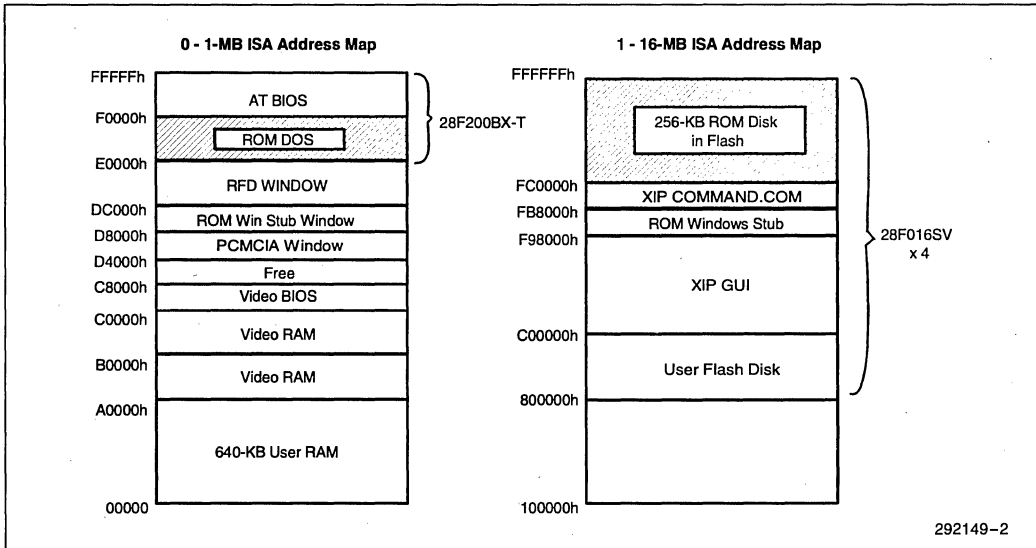 0 - 1-MB ISA Address Map
FFFFFh
AT BIOS
F0000h
28F200BX-T
ROM DOS
E0000h
RFD WINDOW
DC000h
ROM Win Stub Window
D8000h
PCMCIA Window
D4000h
Free
C8000h
Video BIOS
C0000h
Video RAM
B0000h
Video RAM
A0000h
640-KB User RAM
00000
1 - 16-MB ISA Address Map
FFFFFFh
256-KB ROM Disk
in Flash
FC0000h
XIP COMMAND.COM
FB8000h
ROM Windows Stub
F98000h
28F016SV
x 4
XIP GUI
C00000h
User Flash Disk
800000h
100000h
292149-2